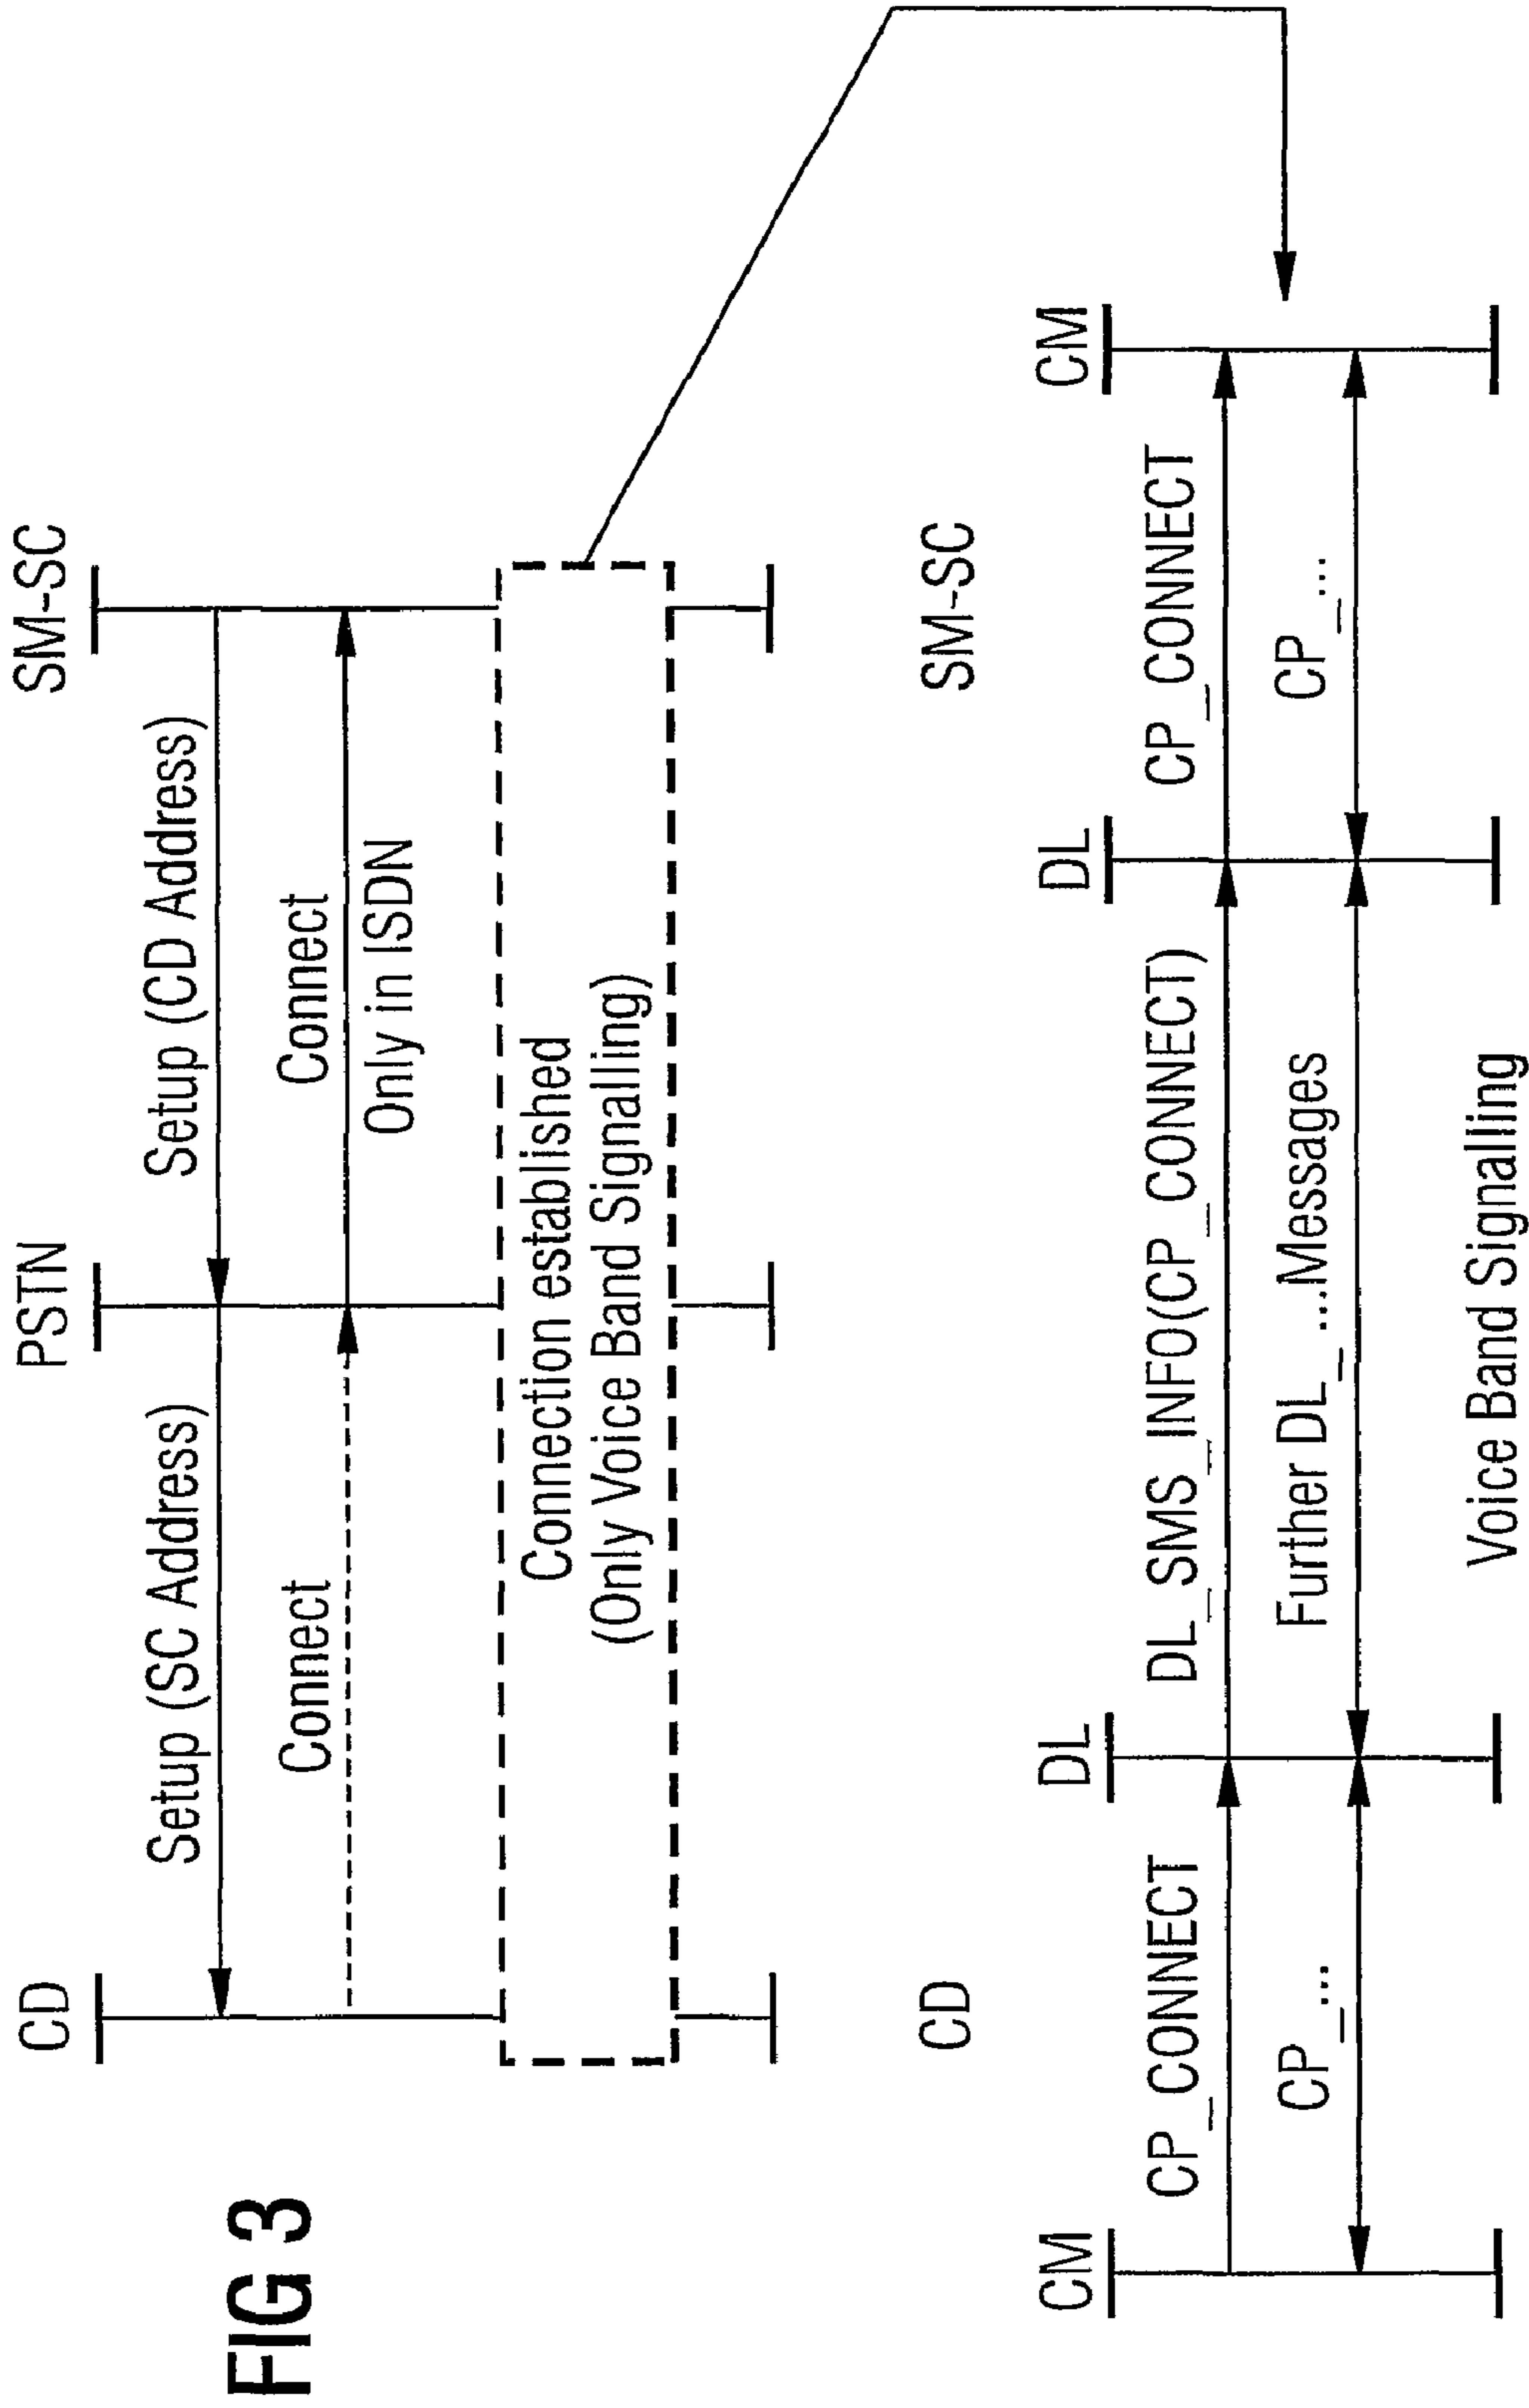 FIG 3
CD
PSTN
SM-SC
Setup (SC Address)
Setup (CD Address)
Connect
Connect
Only in ISDN
Connection established
(Only Voice Band Signalling)
CD
SM-SC
CM
DL
DL
CM
CP_CONNECT
DL_SMS_INFO(CP_CONNECT)
CP_CONNECT
CP_...
Further DL_...Messages
CP_...
Voice Band Signalling